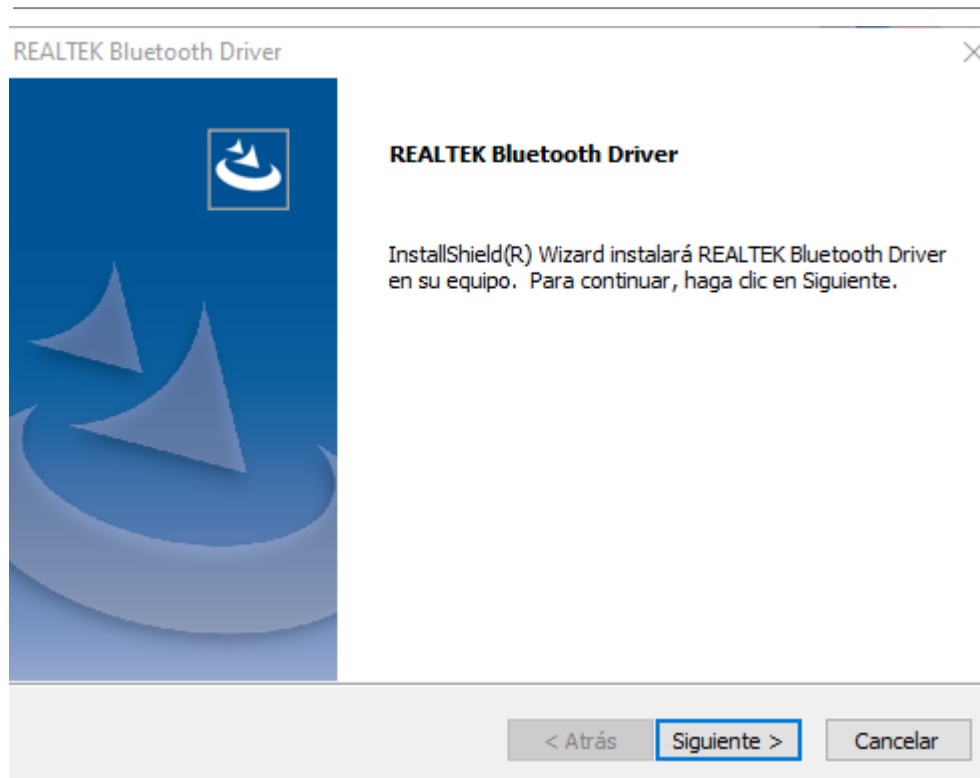 REALTEK Bluetooth Driver
REALTEK Bluetooth Driver
InstallShield(R) Wizard instalará REALTEK Bluetooth Driver
en su equipo.  Para continuar, haga clic en Siguiente.
< Atrás
Siguiente >
Cancelar